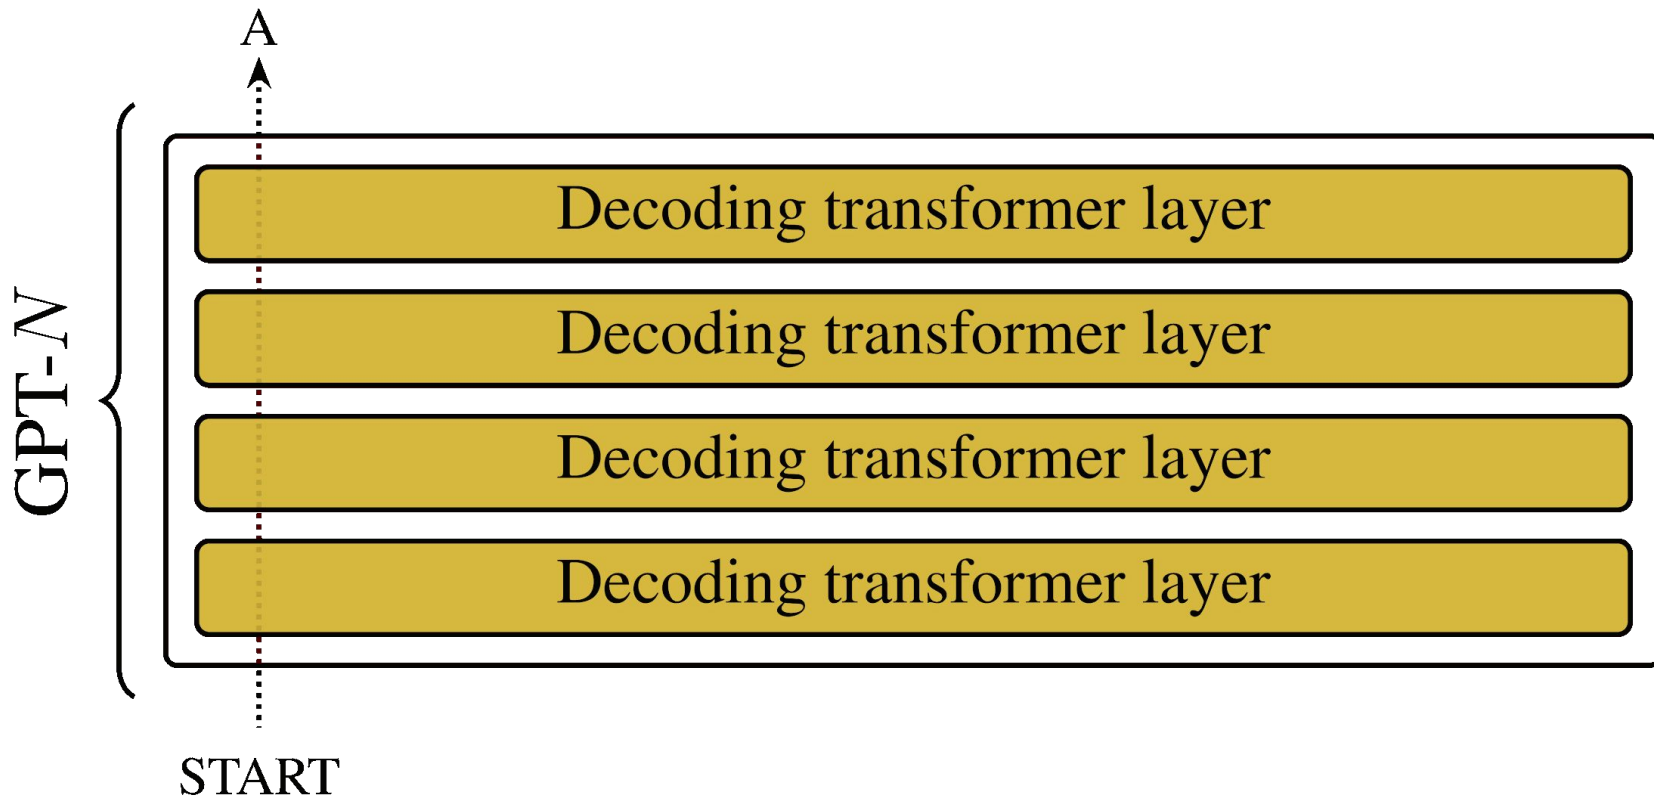 A
GPT-N
Decoding transformer layer
Decoding transformer layer
Decoding transformer layer
Decoding transformer layer
START